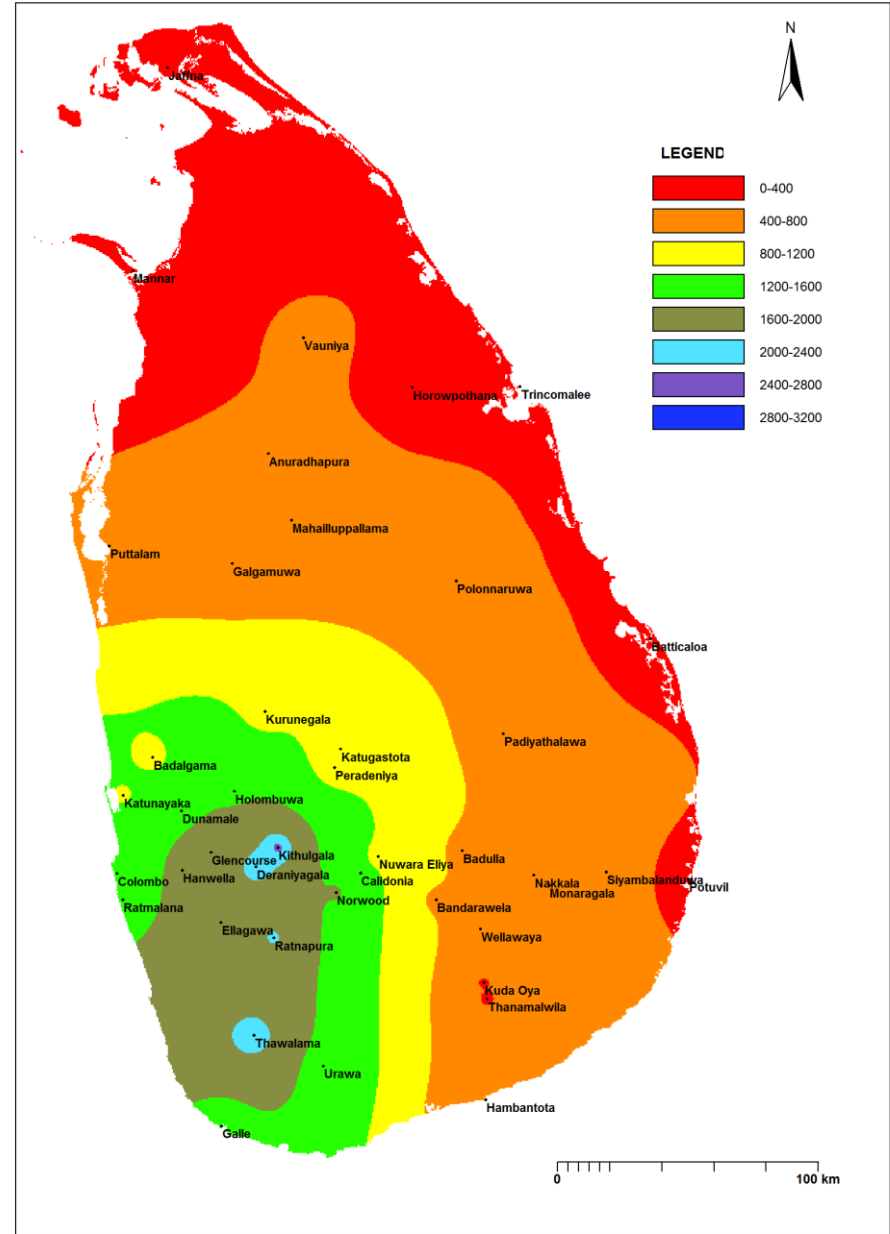 N
Jaffna
LEGEND
0-400
400-800
800-1200
1200-1600
1600-2000
2000-2400
2400-2800
2800-3200
Mannar
Vauniya
Horowpothana
Trincomalee
Anuradhapura
Mahailluppallama
Puttalam
Galgamuwa
Polonnaruwa
Batticaloa
Kurunegala
Padiyathalawa
Katugastota
Badalgama
Peradeniya
Katunayaka
Holombuwa
Dunamale
Kithulgala
Glencourse
Nuwara Eliya
Badulla
Colombo
Hanwella
Deraniyagala
Calidonia
Nakkala
Siyambalanduwa
Monaragala
Potuvil
Ratmalana
Norwood
Bandarawela
Ellagawa
Ratnapura
Wellawaya
Kuda Oya
Thanamalwila
Thawalama
Urawa
Hambantota
Galle
0
100 km